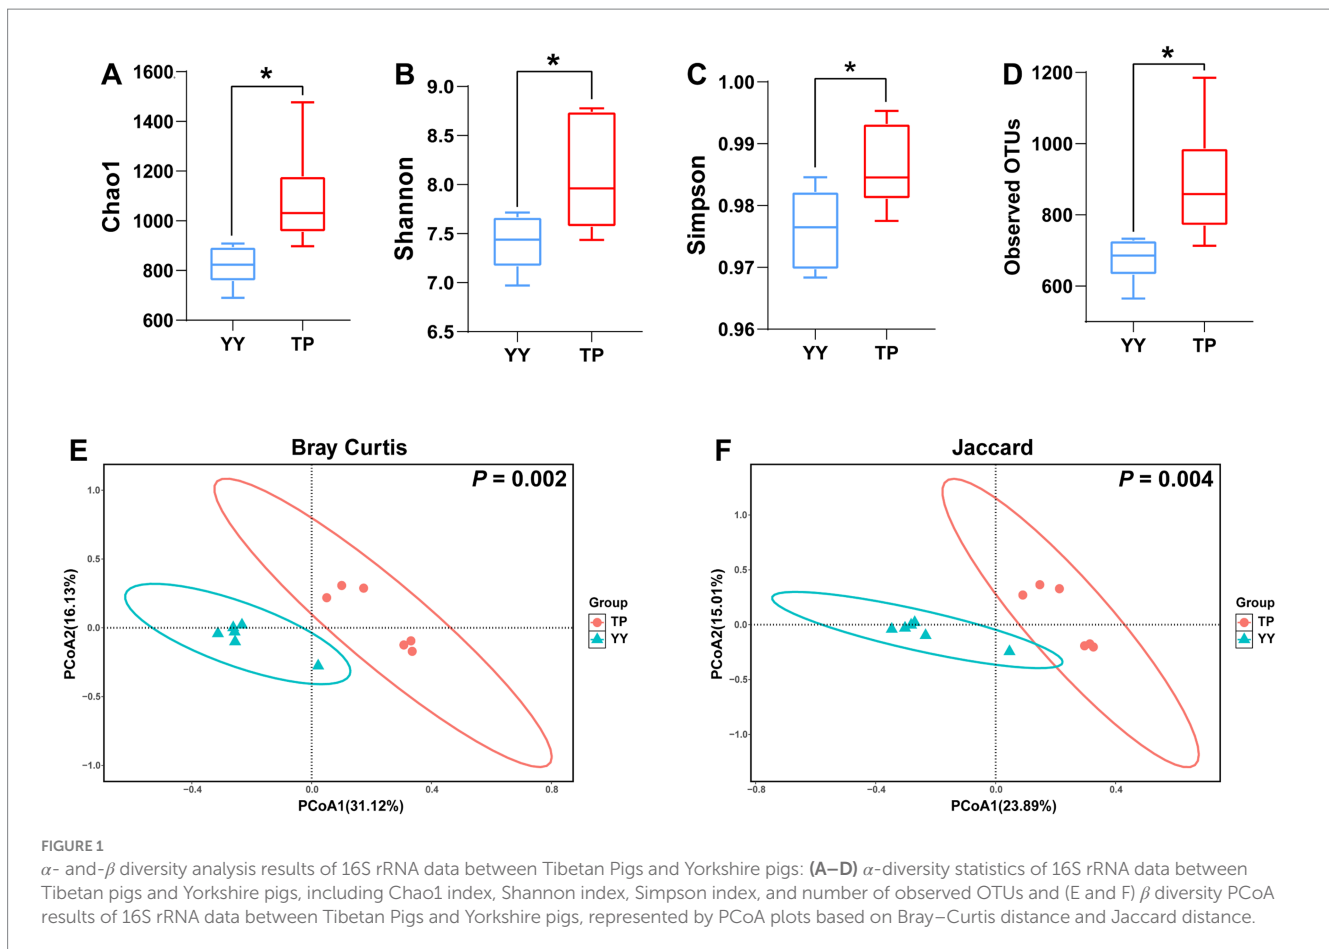 A
1600
1400
1200
1000
800
600
Chao1
*
YY TP
B
9.0
8.5
8.0
7.5
7.0
6.5
Shannon
*
YY TP
C
1.00
0.99
0.98
0.97
0.96
Simpson
*
YY TP
D
1200
1000
800
600
Observed OTUs
*
YY TP
E
Bray Curtis
P = 0.002
1.0
0.5
0.0
−0.5
−1.0
PCoA2(16.13%)
−0.4 0.0 0.4 0.8
PCoA1(31.12%)
Group
TP
YY
F
Jaccard
P = 0.004
1.0
0.5
0.0
−0.5
−1.0
PCoA2(15.01%)
−0.8 −0.4 0.0 0.4
PCoA1(23.89%)
Group
TP
YY
FIGURE 1
α- and-β diversity analysis results of 16S rRNA data between Tibetan Pigs and Yorkshire pigs: (A–D) α-diversity statistics of 16S rRNA data between
Tibetan pigs and Yorkshire pigs, including Chao1 index, Shannon index, Simpson index, and number of observed OTUs and (E and F) β diversity PCoA
results of 16S rRNA data between Tibetan Pigs and Yorkshire pigs, represented by PCoA plots based on Bray–Curtis distance and Jaccard distance.